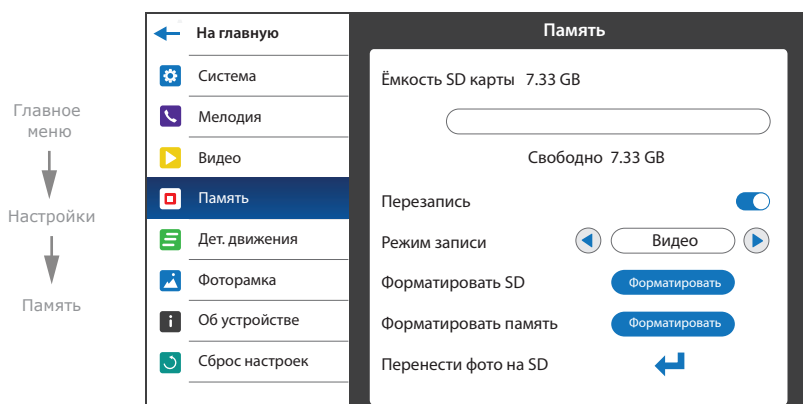 Главное
меню
Настройки
Память
На главную
Система
Мелодия
Видео
Память
Дет. движения
Фоторамка
Об устройстве
Сброс настроек
Память
Ёмкость SD карты 7.33 GB
Свободно 7.33 GB
Перезапись
Режим записи Видео
Форматировать SD Форматировать
Форматировать память Форматировать
Перенести фото на SD